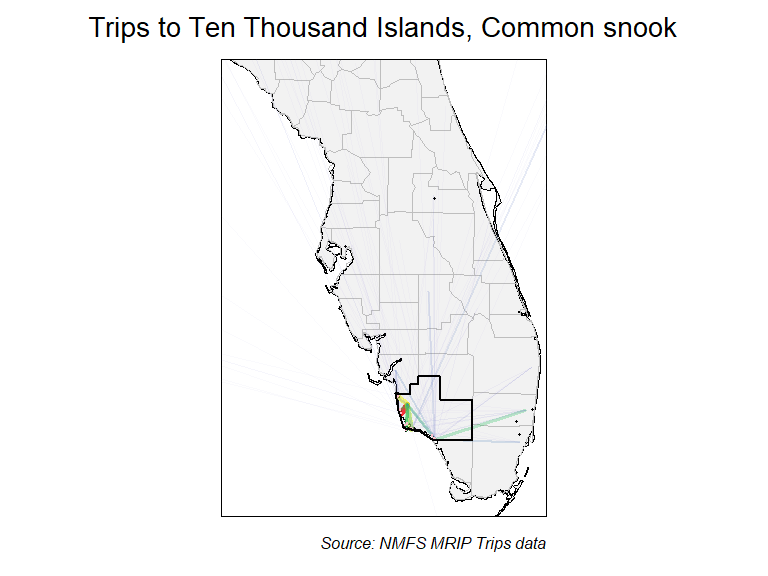 Trips to Ten Thousand Islands, Common snook
Source: NMFS MRIP Trips data